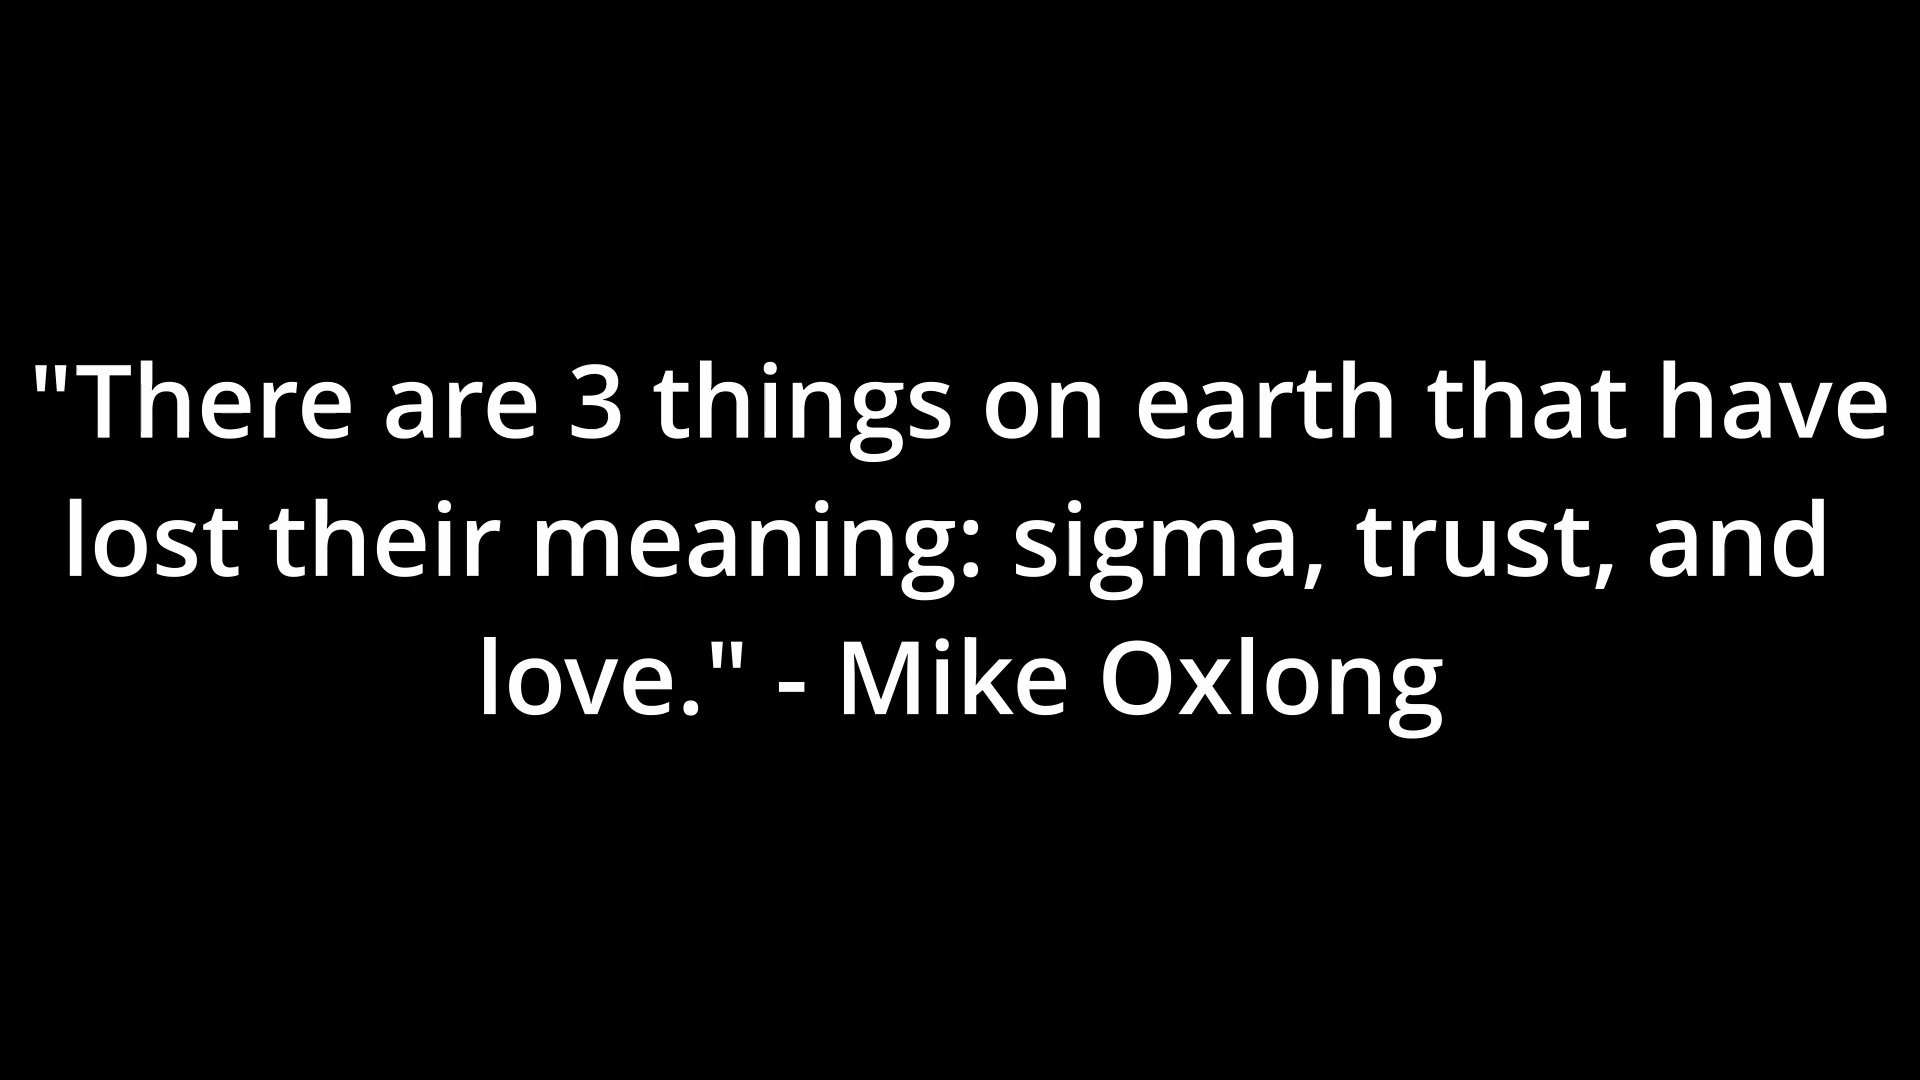 "There are 3 things on earth that have
lost their meaning: sigma, trust, and
love." - Mike Oxlong